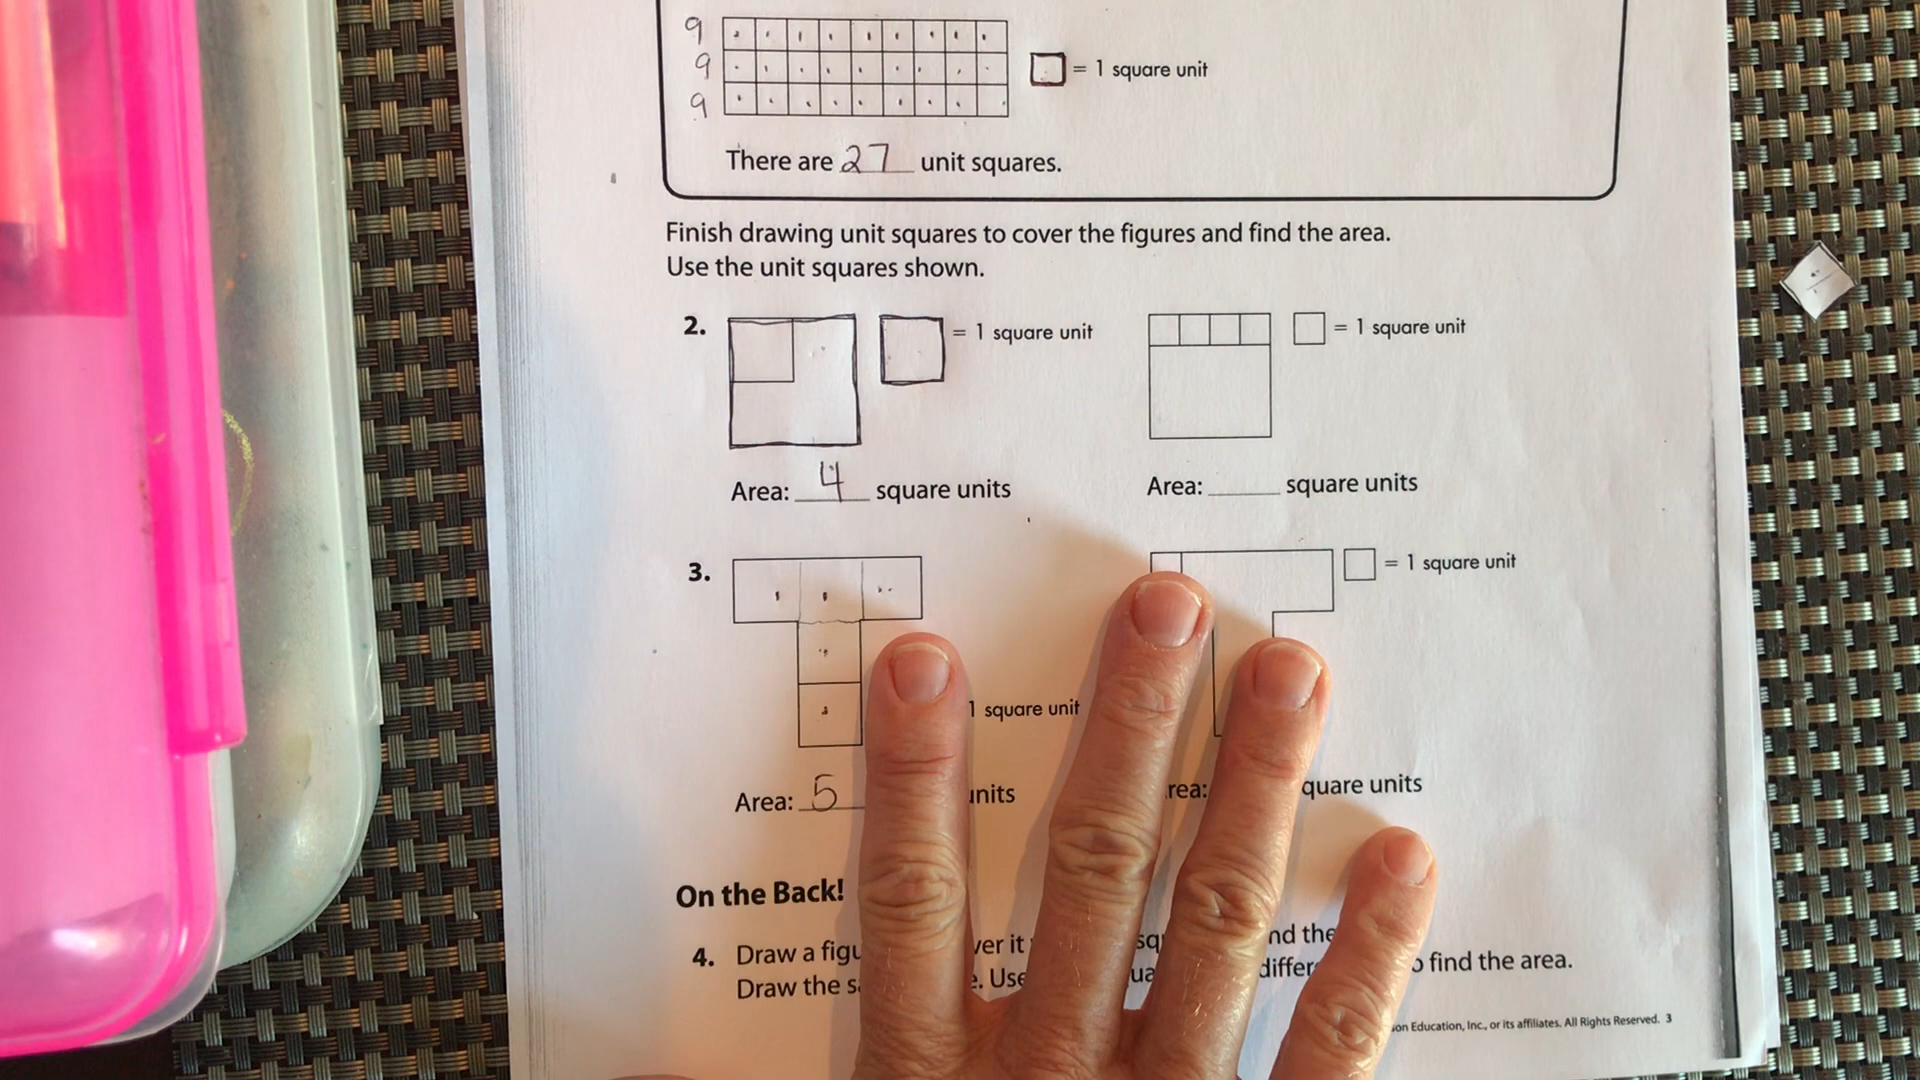 9
9 = 1 square unit
9
There are 27 unit squares.
Finish drawing unit squares to cover the figures and find the area.
Use the unit squares shown.
2. = 1 square unit = 1 square unit
Area: 4 square units Area: ____ square units
3. = 1 square unit
1 square unit
Area: 5 units rea: quare units
On the Back!
4. Draw a figu ver it sq nd the
Draw the s e. Use ua differ o find the area.
on Education, Inc., or its affiliates. All Rights Reserved. 3